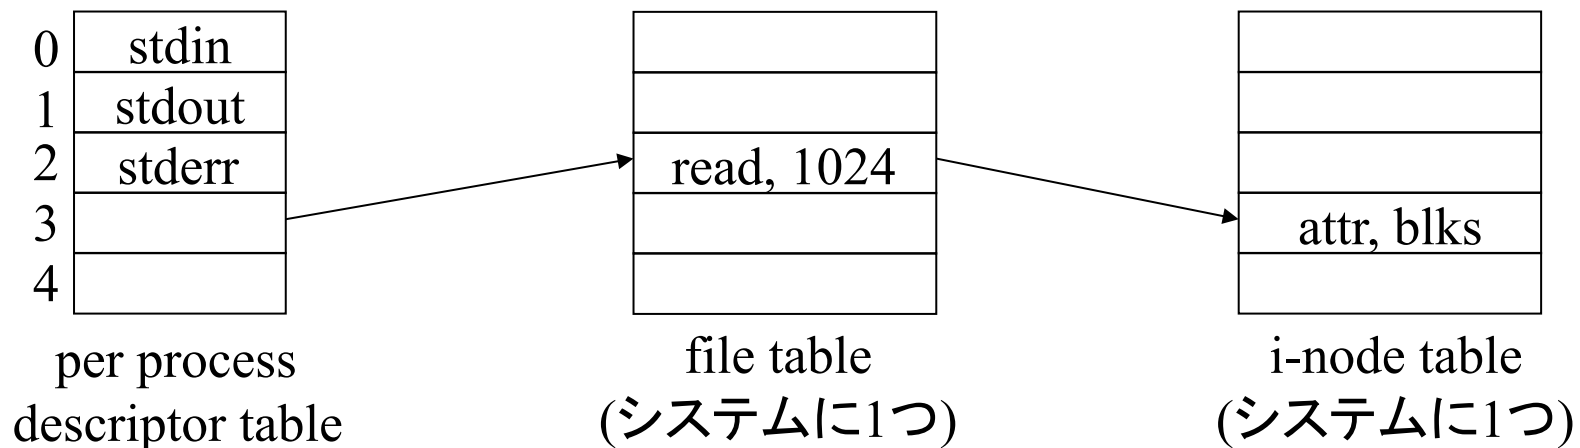 0 stdin
1 stdout
2 stderr
3
4
per process
descriptor table
read, 1024
file table
(システムに1つ)
attr, blks
i-node table
(システムに1つ)